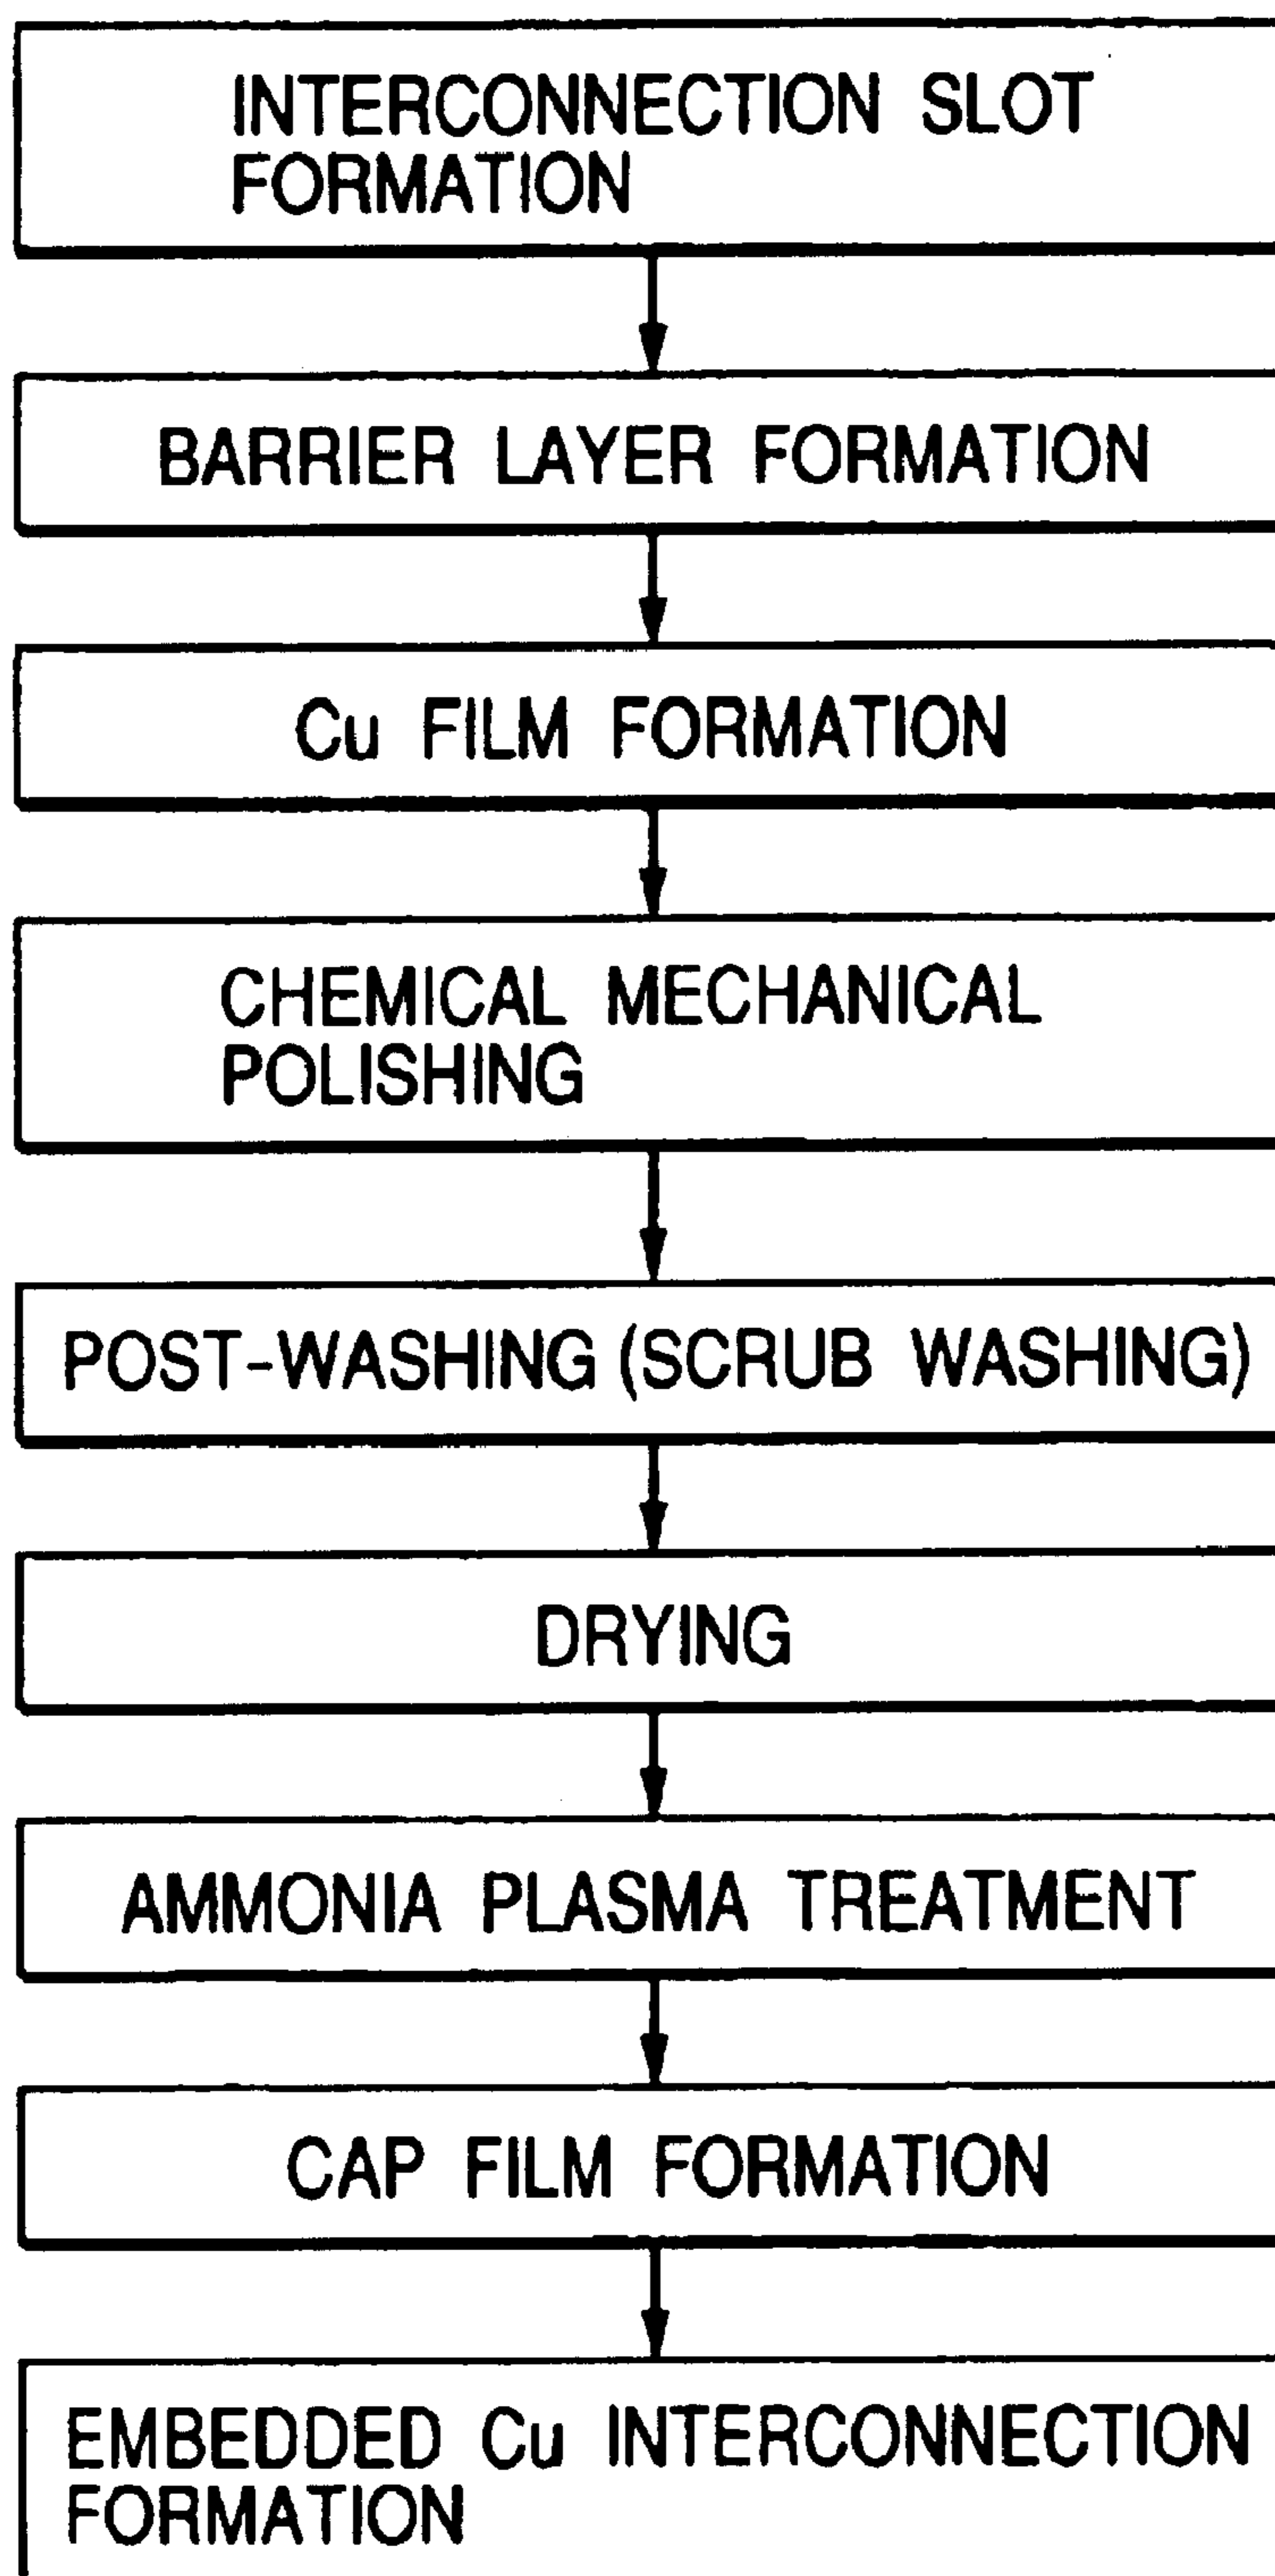 INTERCONNECTION SLOT
FORMATION
BARRIER LAYER FORMATION
Cu FILM FORMATION
CHEMICAL MECHANICAL
POLISHING
POST-WASHING (SCRUB WASHING)
DRYING
AMMONIA PLASMA TREATMENT
CAP FILM FORMATION
EMBEDDED Cu INTERCONNECTION
FORMATION